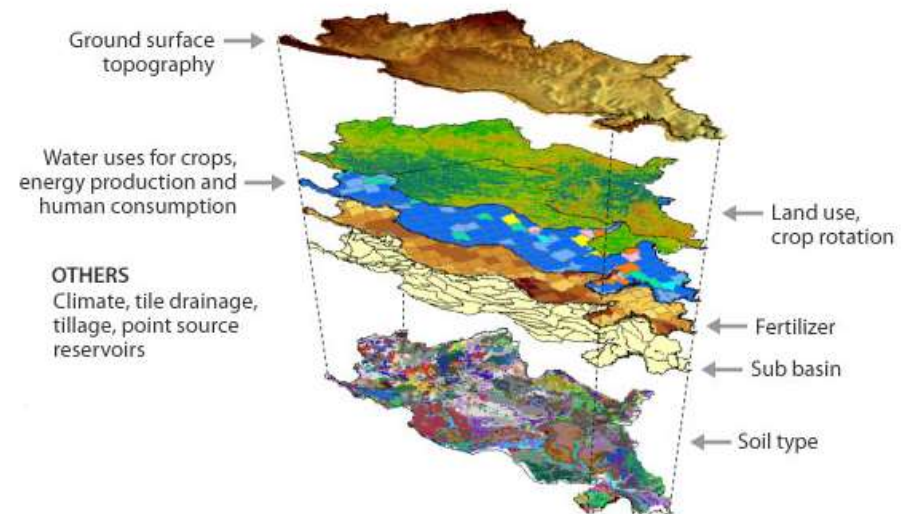 Ground surface
topography
Water uses for crops,
energy production and
human consumption
Land use,
crop rotation
OTHERS
Climate, tile drainage,
tillage, point source
reservoirs
Fertilizer
Sub basin
Soil type